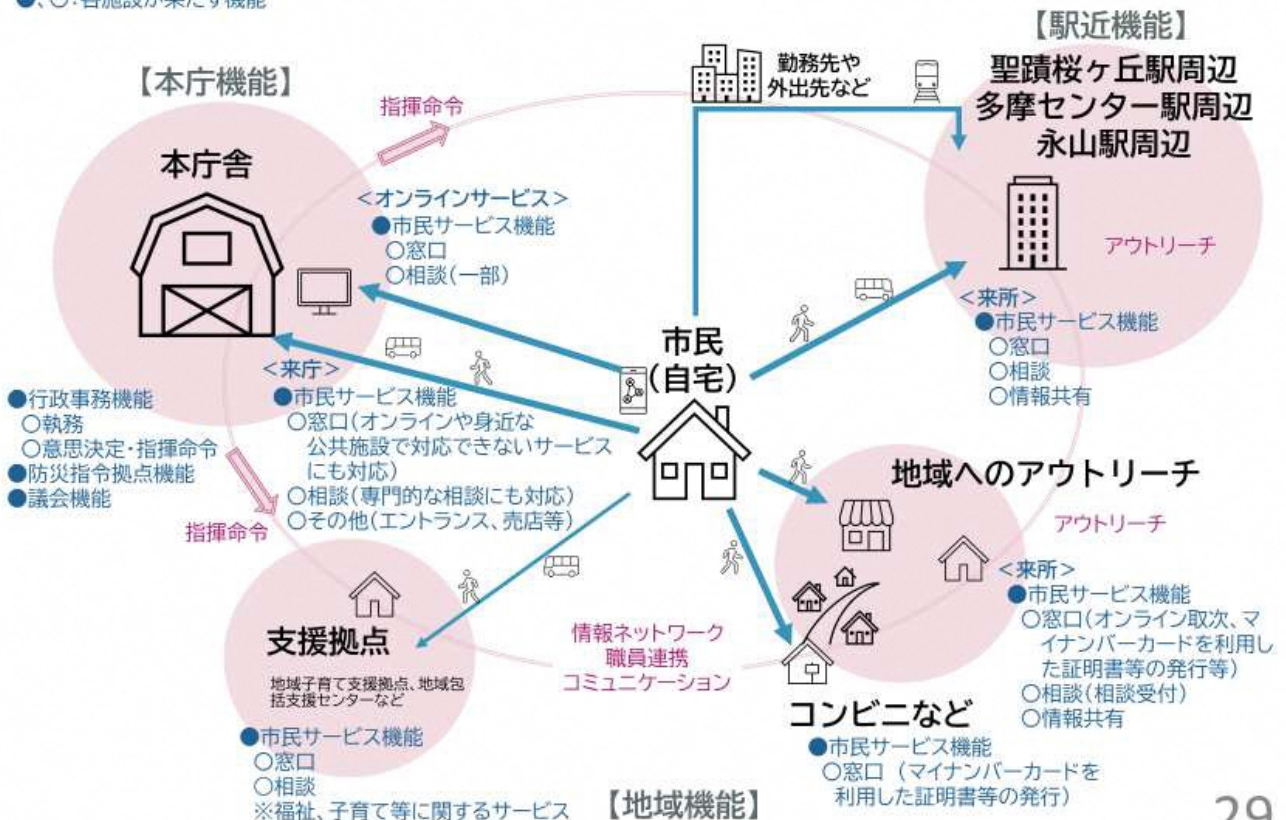 ●、○:各施設が果たす機能
【駅近機能】
聖蹟桜ヶ丘駅周辺
多摩センター駅周辺
永山駅周辺
アウトリーチ
<来所>
●市民サービス機能
○窓口
○相談
○情報共有
勤務先や
外出先など
【本庁機能】
本庁舎
指揮命令
<オンラインサービス>
●市民サービス機能
○窓口
○相談(一部)
市民
(自宅)
<来庁>
●市民サービス機能
○窓口(オンラインや身近な
公共施設で対応できないサービス
にも対応)
○相談(専門的な相談にも対応)
○その他(エントランス、売店等)
●行政事務機能
○執務
○意思決定・指揮命令
●防災指令拠点機能
●議会機能
指揮命令
地域へのアウトリーチ
アウトリーチ
<来所>
●市民サービス機能
○窓口(オンライン取次、マ
イナンバーカードを利用し
た証明書等の発行等)
○相談(相談受付)
○情報共有
支援拠点
地域子育て支援拠点、地域包
括支援センターなど
●市民サービス機能
○窓口
○相談
※福祉、子育て等に関するサービス
情報ネットワーク
職員連携
コミュニケーション
コンビニなど
●市民サービス機能
○窓口 (マイナンバーカードを
利用した証明書等の発行)
【地域機能】
29